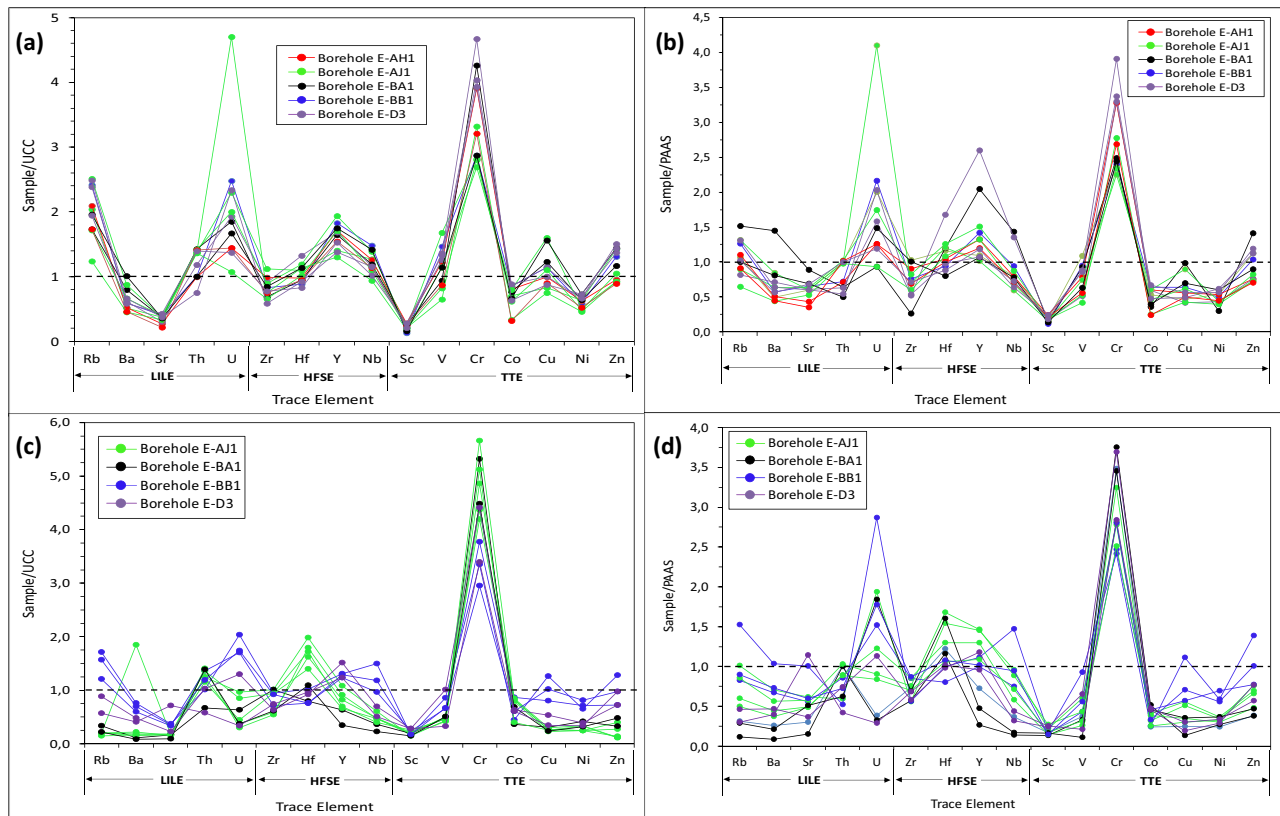 (a)
5
4
3
2
1
0
Sample/UCC
Borehole E-AH1
Borehole E-AJ1
Borehole E-BA1
Borehole E-BB1
Borehole E-D3
Rb Ba Sr Th U Zr Hf Y Nb Sc V Cr Co Cu Ni Zn
LILE HFSE TTE
Trace Element
(b)
4,5
4,0
3,5
3,0
2,5
2,0
1,5
1,0
0,5
0,0
Sample/PAAS
Borehole E-AH1
Borehole E-AJ1
Borehole E-BA1
Borehole E-BB1
Borehole E-D3
Rb Ba Sr Th U Zr Hf Y Nb Sc V Cr Co Cu Ni Zn
LILE HFSE TTE
Trace Element
(c)
6,0
5,0
4,0
3,0
2,0
1,0
0,0
Sample/UCC
Borehole E-AJ1
Borehole E-BA1
Borehole E-BB1
Borehole E-D3
Rb Ba Sr Th U Zr Hf Y Nb Sc V Cr Co Cu Ni Zn
LILE HFSE TTE
Trace Element
(d)
4,0
3,5
3,0
2,5
2,0
1,5
1,0
0,5
0,0
Sample/PAAS
Borehole E-AJ1
Borehole E-BA1
Borehole E-BB1
Borehole E-D3
Rb Ba Sr Th U Zr Hf Y Nb Sc V Cr Co Cu Ni Zn
LILE HFSE TTE
Trace Element